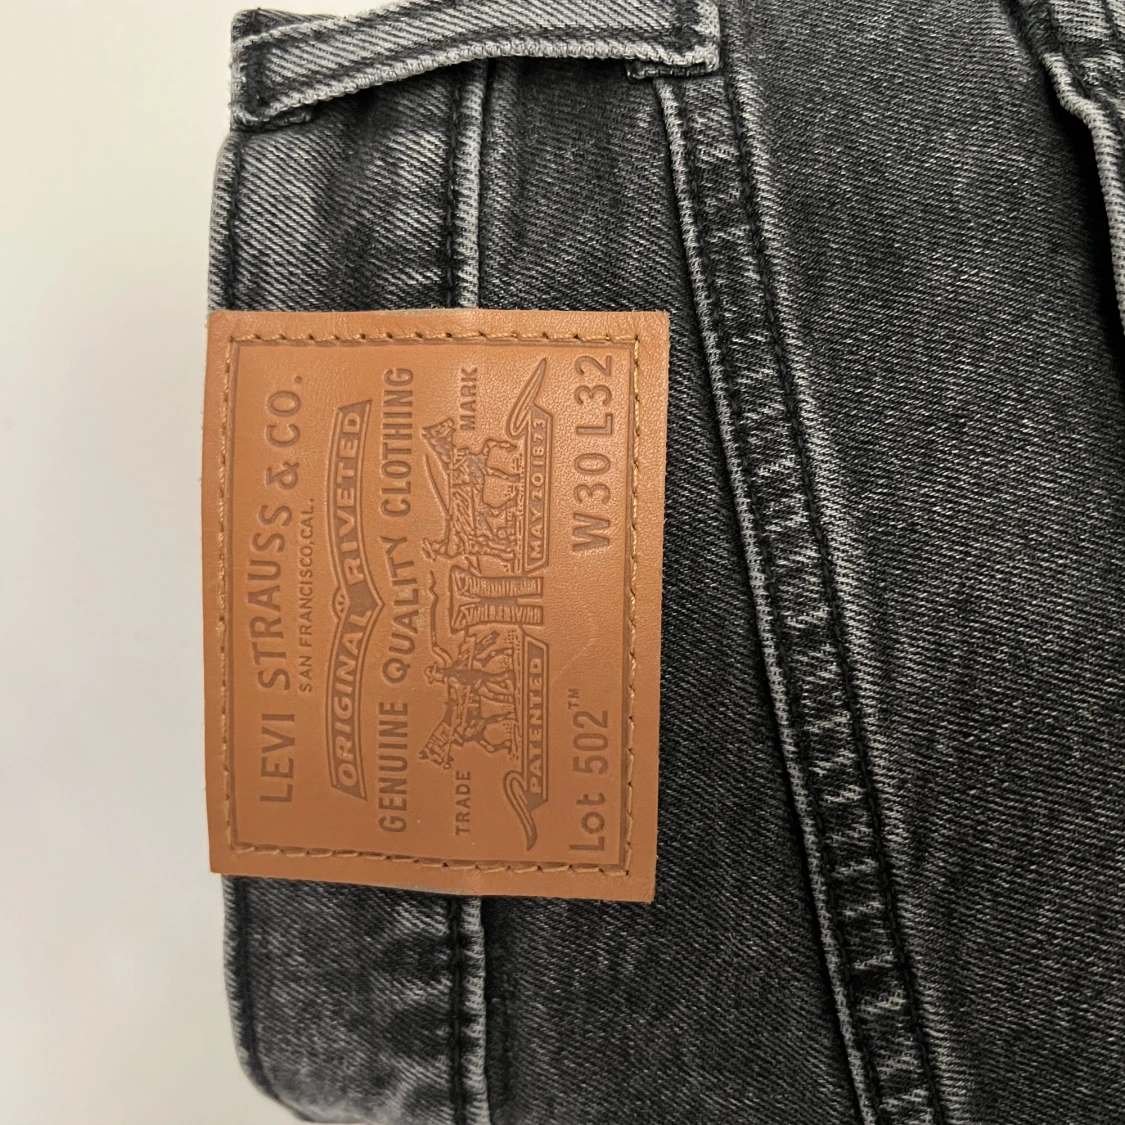 LEVI STRAUSS & CO.
SAN FRANCISCO, CAL.
ORIGINAL RIVETED
GENUINE QUALITY CLOTHING
TRADE MARK
PATENTED MAY 20 1873
Lot 502™ W30 L32